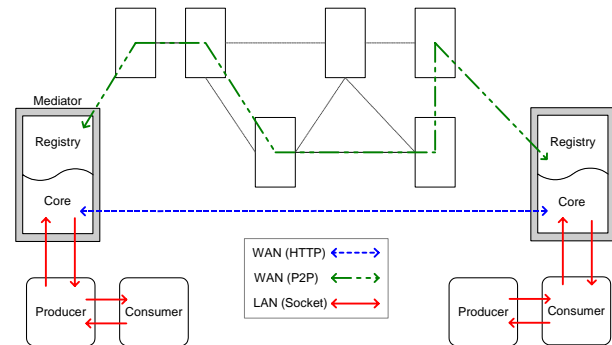 Mediator
Registry
Core
Registry
Core
WAN (HTTP)
WAN (P2P)
LAN (Socket)
Producer
Consumer
Producer
Consumer